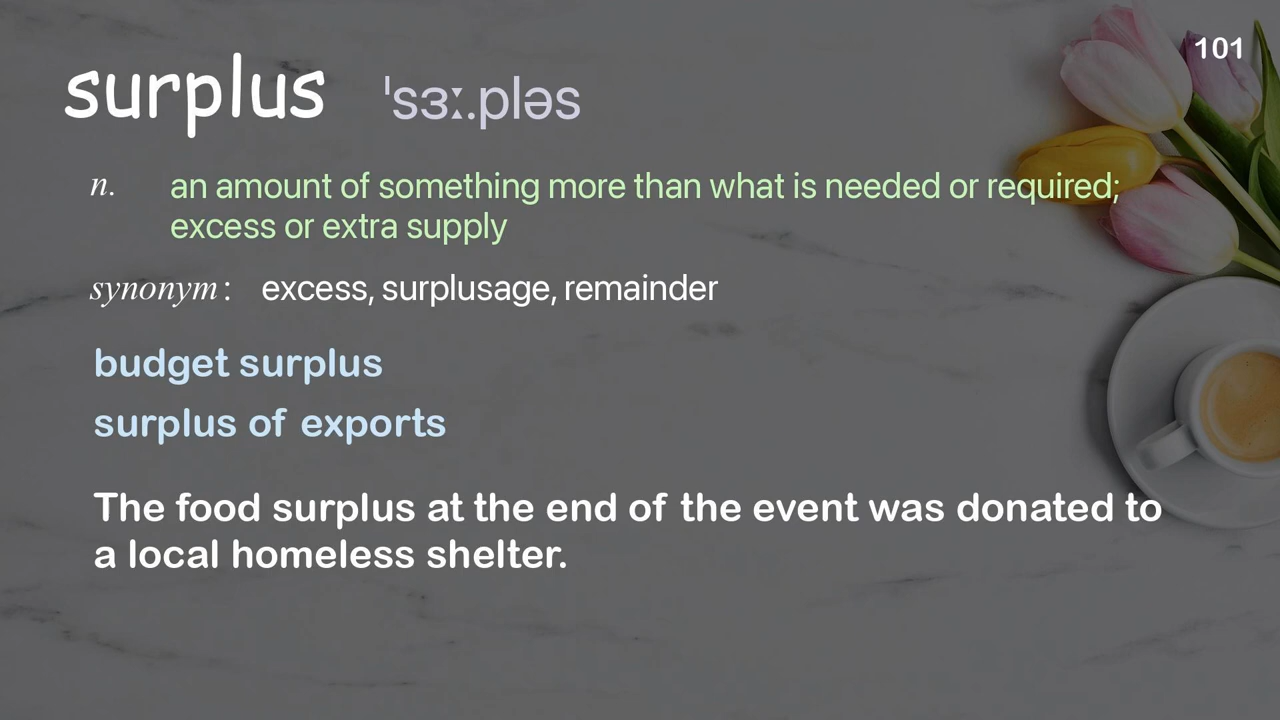 101
surplus ˈsɜː.pləs
n. an amount of something more than what is needed or required;
excess or extra supply
synonym: excess, surplusage, remainder
budget surplus
surplus of exports
The food surplus at the end of the event was donated to
a local homeless shelter.